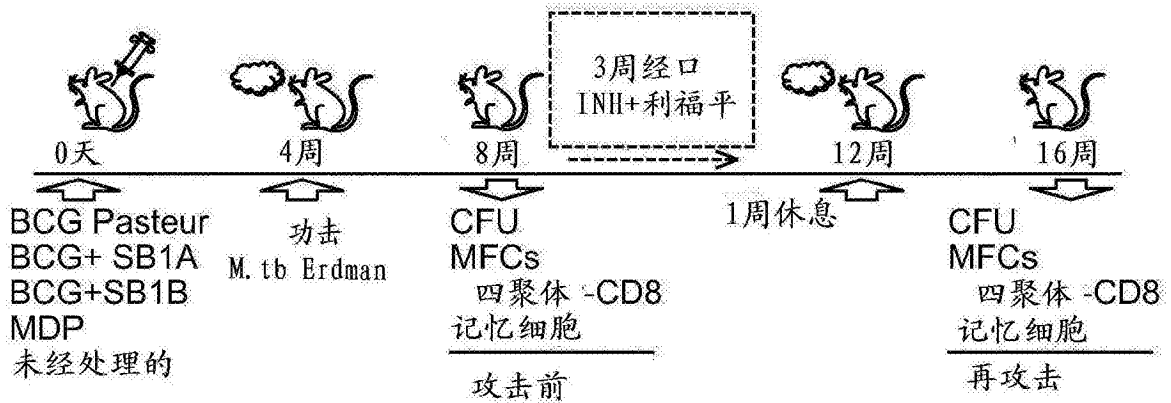 3周经口
INH+利福平
0天
4周
8周
12周
16周
BCG Pasteur
BCG+ SB1A
BCG+SB1B
MDP
未经处理的
功击
M.tb Erdman
CFU
MFCs
四聚体 -CD8
记忆细胞
攻击前
1周休息
CFU
MFCs
四聚体 -CD8
记忆细胞
再攻击